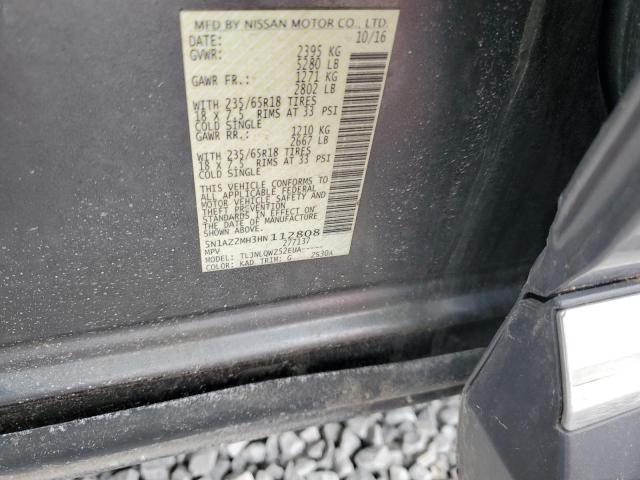 MFD BY NISSAN MOTOR CO., LTD.
DATE: 10/16
GVWR: 2395 KG
5280 LB
GAWR FR.: 1271 KG
2802 LB
WITH 235/65R18 TIRES
18 X 7.5 RIMS AT 33 PSI
COLD SINGLE
GAWR RR.: 1210 KG
2667 LB
WITH 235/65R18 TIRES
18 X 7.5 RIMS AT 33 PSI
COLD SINGLE
THIS VEHICLE CONFORMS TO
ALL APPLICABLE FEDERAL
MOTOR VEHICLE SAFETY AND
THEFT PREVENTION
STANDARDS IN EFFECT ON
THE DATE OF MANUFACTURE
SHOWN ABOVE.
5N1AZ2MH3HN112808
MPV 277137
MODEL: TLJNLQWZ52EUA-----
COLOR: KAD TRIM: G 2530A